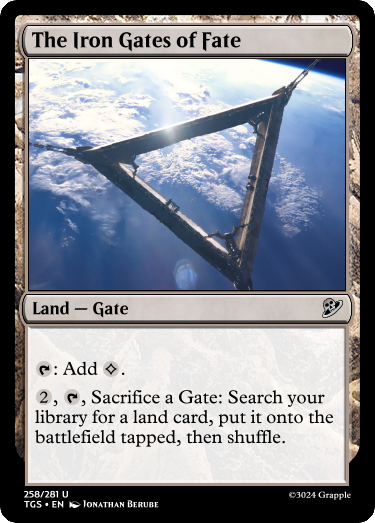 The Iron Gates of Fate
Land — Gate
: Add .
2, , Sacrifice a Gate: Search your
library for a land card, put it onto the
battlefield tapped, then shuffle.
258/281 U
TGS • EN Jonathan Berube
©3024 Grapple